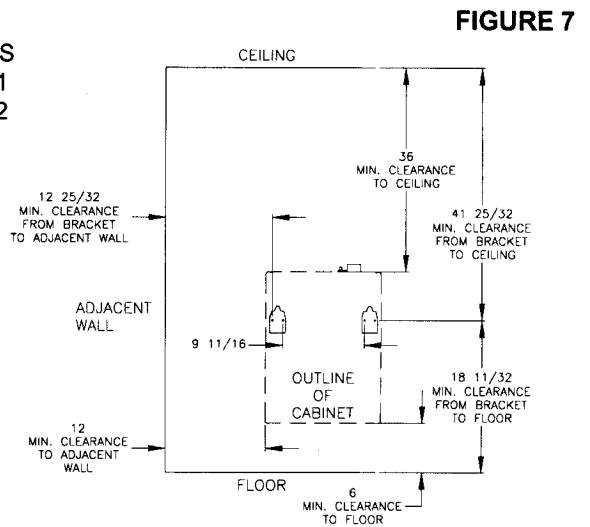 FIGURE 7
S
1
2
CEILING
36
MIN. CLEARANCE
TO CEILING
12 25/32
MIN. CLEARANCE
FROM BRACKET
TO ADJACENT WALL
41 25/32
MIN. CLEARANCE
FROM BRACKET
TO CEILING
ADJACENT
WALL
9 11/16
OUTLINE
OF
CABINET
18 11/32
MIN. CLEARANCE
FROM BRACKET
TO FLOOR
12
MIN. CLEARANCE
TO ADJACENT
WALL
FLOOR
6
MIN. CLEARANCE
TO FLOOR